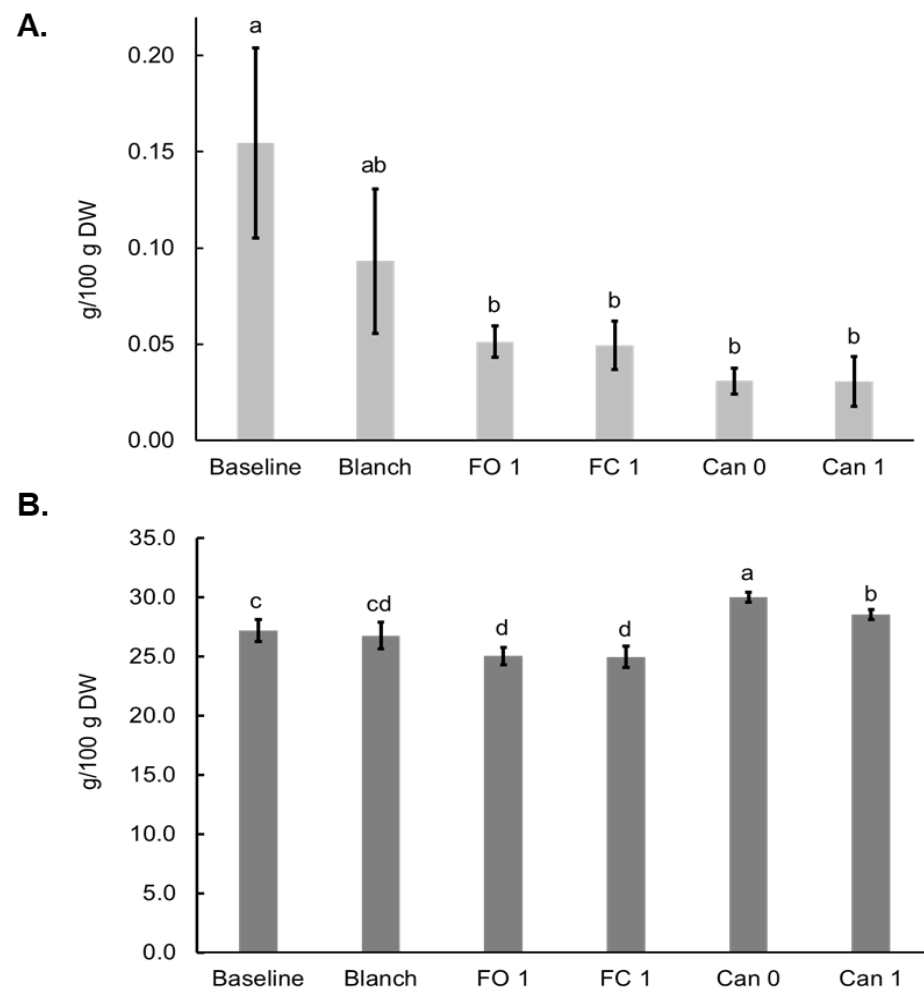 A.
g/100 g DW
0.20
0.15
0.10
0.05
0.00
a
ab
b
b
b
b
Baseline Blanch FO 1 FC 1 Can 0 Can 1
B.
g/100 g DW
35.0
30.0
25.0
20.0
15.0
10.0
5.0
0.0
c
cd
d
d
a
b
Baseline Blanch FO 1 FC 1 Can 0 Can 1